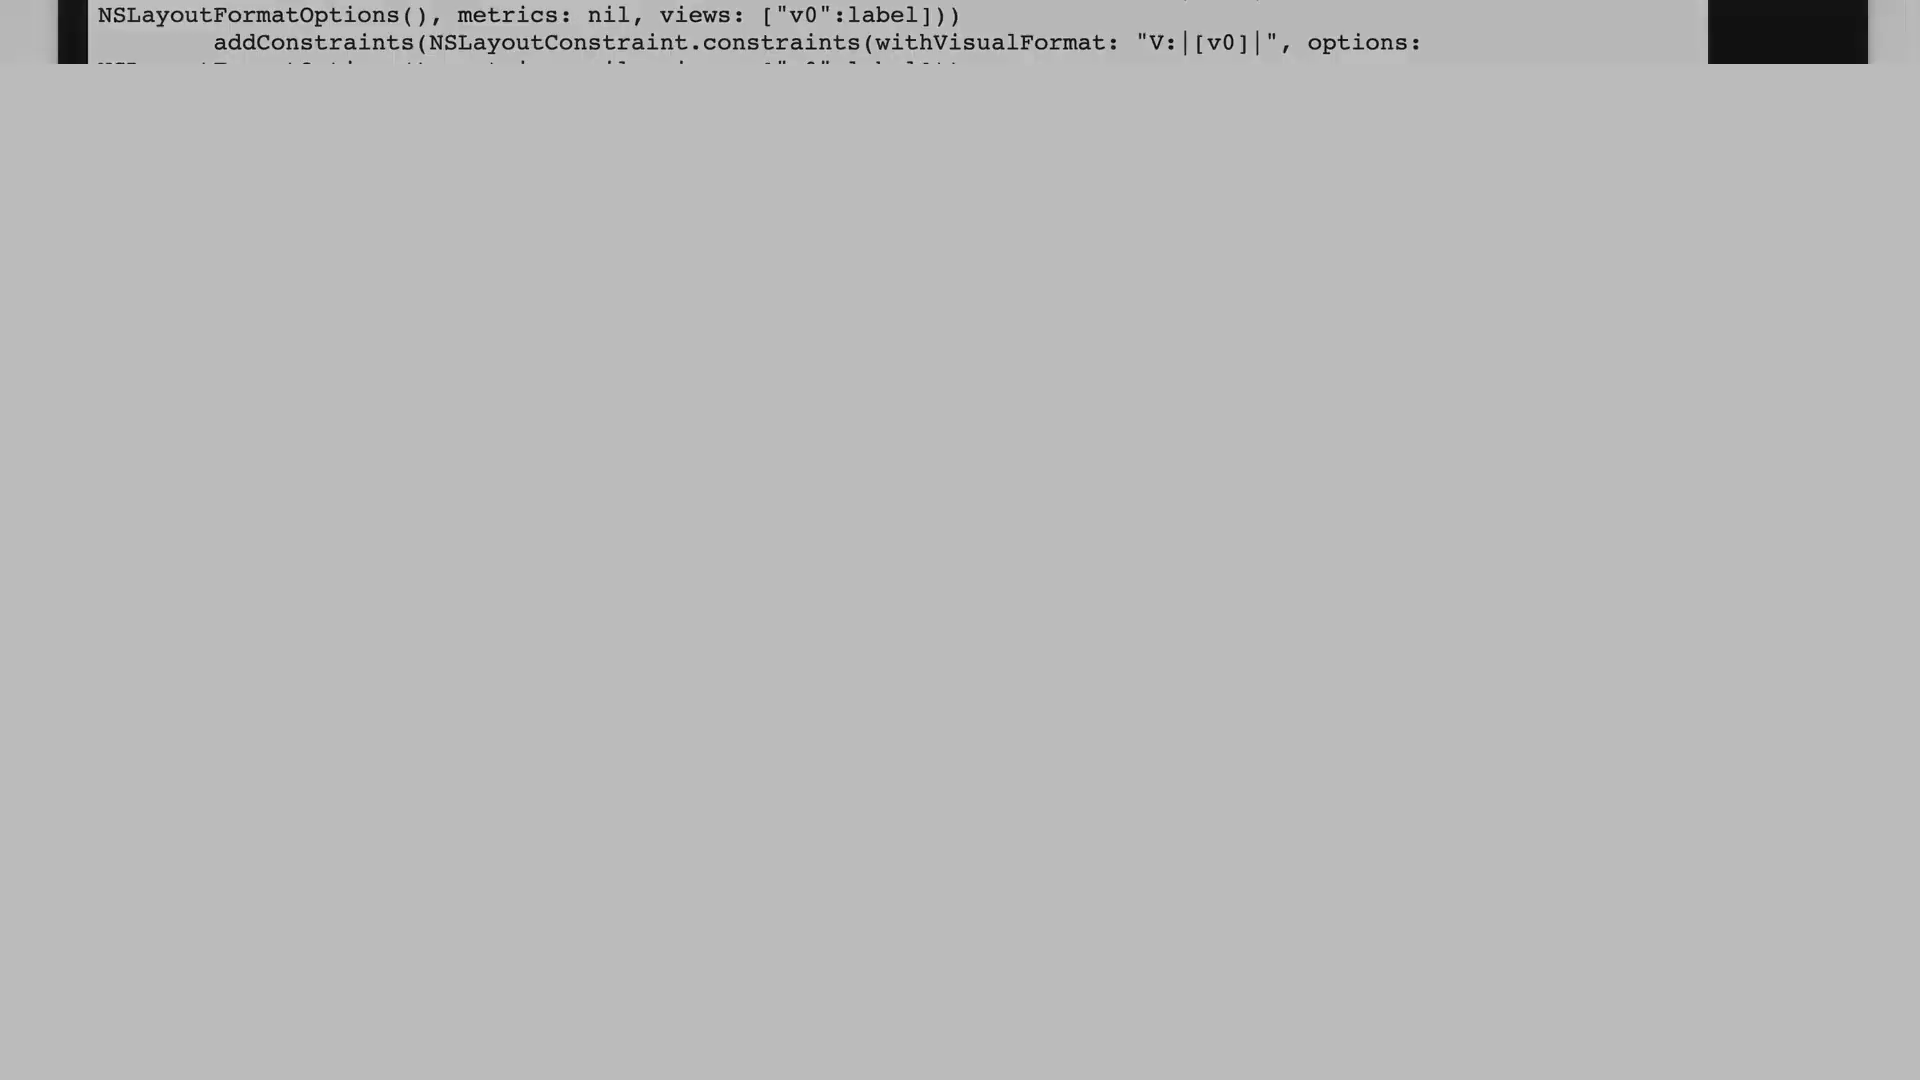 NSLayoutFormatOptions(), metrics: nil, views: ["v0":label]))
addConstraints(NSLayoutConstraint.constraints(withVisualFormat: "V:|[v0]|", options: